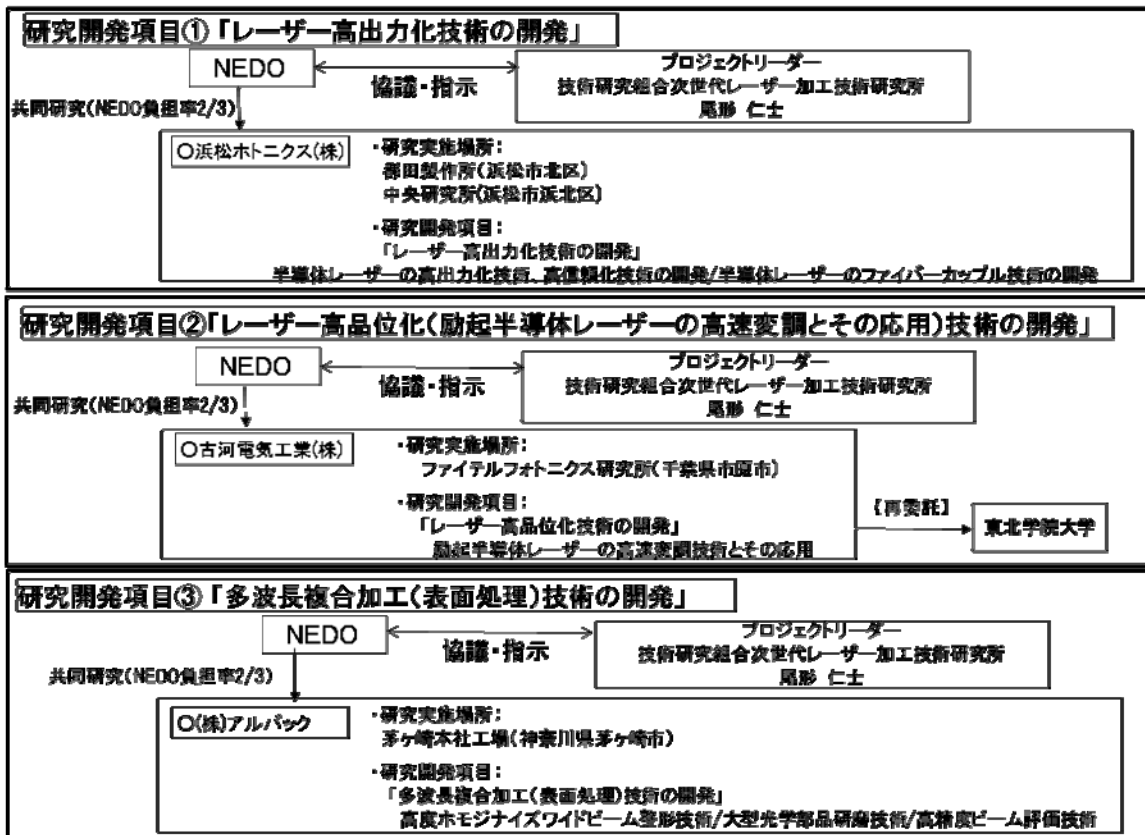 研究開発項目①「レーザー高出力化技術の開発」
NEDO
協議・指示
プロジェクトリーダー
技術研究組合次世代レーザー加工技術研究所
尾形 仁士
共同研究(NEDO負担率2/3)
○浜松ホトニクス(株)
・研究実施場所：
都田製作所(浜松市北区)
中央研究所(浜松市浜北区)
・研究開発項目：
「レーザー高出力化技術の開発」
半導体レーザーの高出力化技術、高信頼化技術の開発/半導体レーザーのファイバーカップル技術の開発
研究開発項目②「レーザー高品位化(励起半導体レーザーの高速変調とその応用)技術の開発」
NEDO
協議・指示
プロジェクトリーダー
技術研究組合次世代レーザー加工技術研究所
尾形 仁士
共同研究(NEDO負担率2/3)
○古河電気工業(株)
・研究実施場所：
ファイテルフォトニクス研究所(千葉県市原市)
・研究開発項目：
「レーザー高品位化技術の開発」
励起半導体レーザーの高速変調技術とその応用
【再委託】
東北学院大学
研究開発項目③「多波長複合加工(表面処理)技術の開発」
NEDO
協議・指示
プロジェクトリーダー
技術研究組合次世代レーザー加工技術研究所
尾形 仁士
共同研究(NEDO負担率2/3)
○(株)アルバック
・研究実施場所：
茅ヶ崎本社工場(神奈川県茅ヶ崎市)
・研究開発項目：
「多波長複合加工(表面処理)技術の開発」
高度ホモジナイズワイドビーム整形技術/大型光学部品研磨技術/高精度ビーム評価技術